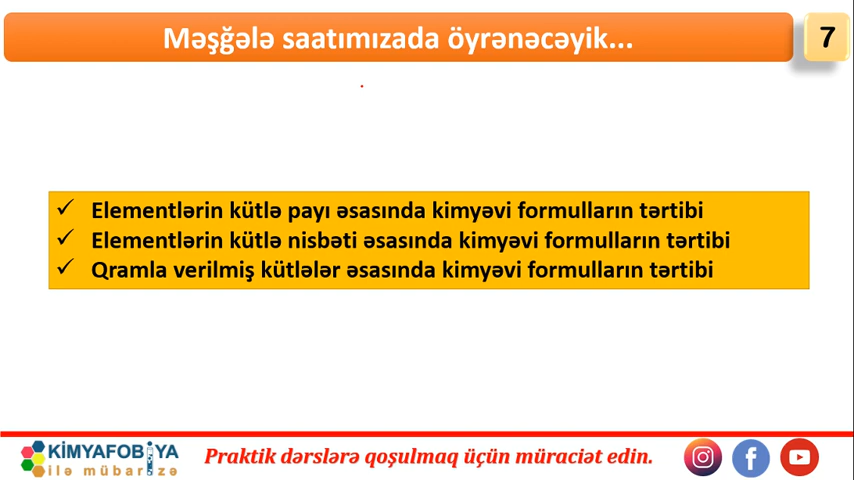 Məşğələ saatımızada öyrənəcəyik...
7
✓ Elementlərin kütlə payı əsasında kimyəvi formulların tərtibi
✓ Elementlərin kütlə nisbəti əsasında kimyəvi formulların tərtibi
✓ Qramla verilmiş kütlələr əsasında kimyəvi formulların tərtibi
KİMYAFOBİYA
ilə mübarizə
Praktik dərslərə qoşulmaq üçün müraciət edin.